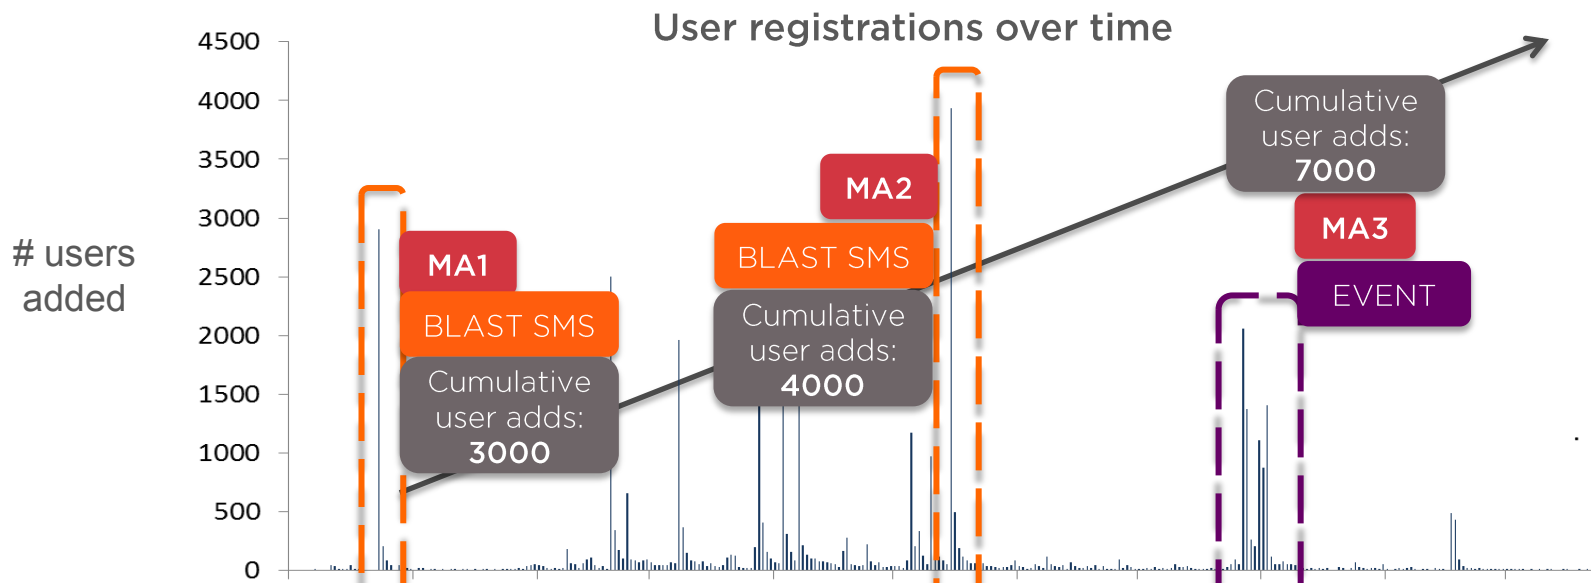 User registrations over time
4500
4000
3500
3000
2500
2000
1500
1000
500
0
# users
added
MA1
BLAST SMS
Cumulative
user adds:
3000
MA2
BLAST SMS
Cumulative
user adds:
4000
Cumulative
user adds:
7000
MA3
EVENT